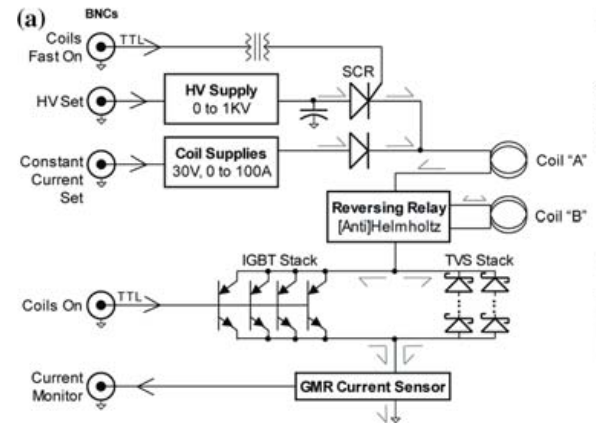 (a)
BNCs
Coils
Fast On
TTL
SCR
HV Set
HV Supply
0 to 1KV
Constant
Current
Set
Coil Supplies
30V, 0 to 100A
Coil "A"
Reversing Relay
[Anti]Helmholtz
Coil "B"
IGBT Stack
TVS Stack
Coils On
TTL
Current
Monitor
GMR Current Sensor